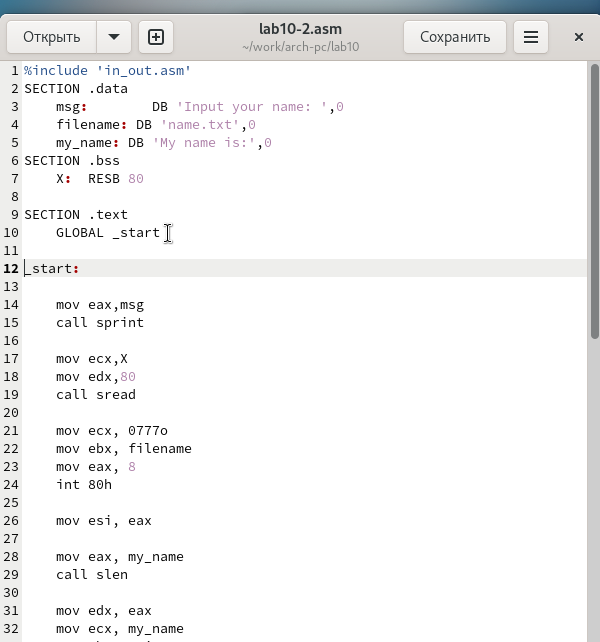 lab10-2.asm
Открыть
~/work/arch-pc/lab10
Сохранить
1 %include 'in_out.asm'
2 SECTION .data
3 msg: DB 'Input your name: ',0
4 filename: DB 'name.txt',0
5 my_name: DB 'My name is:',0
6 SECTION .bss
7 X: RESB 80
8
9 SECTION .text
10 GLOBAL _start
11
12 _start:
13
14 mov eax,msg
15 call sprint
16
17 mov ecx,X
18 mov edx,80
19 call sread
20
21 mov ecx, 0777o
22 mov ebx, filename
23 mov eax, 8
24 int 80h
25
26 mov esi, eax
27
28 mov eax, my_name
29 call slen
30
31 mov edx, eax
32 mov ecx, my_name